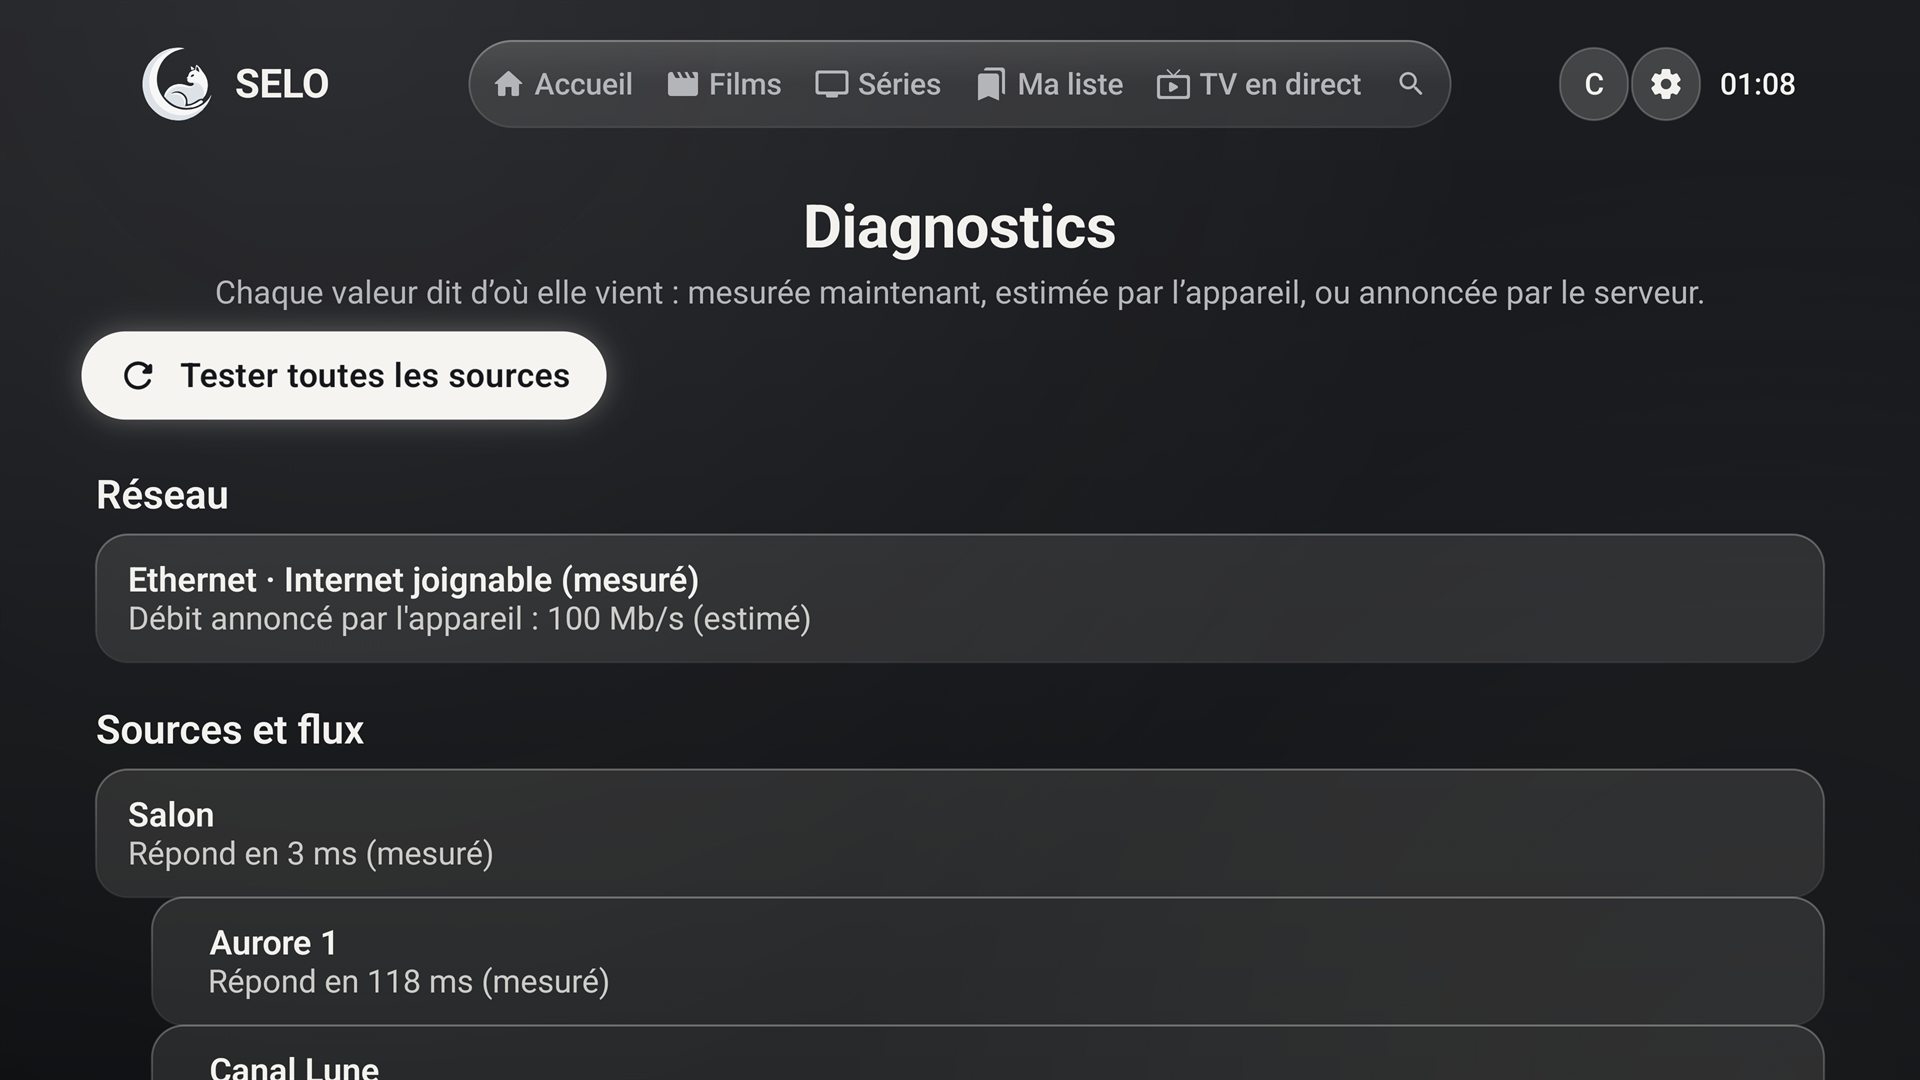 SELO
Accueil
Films
Séries
Ma liste
TV en direct
C
01:08
Diagnostics
Chaque valeur dit d’où elle vient : mesurée maintenant, estimée par l’appareil, ou annoncée par le serveur.
Tester toutes les sources
Réseau
Ethernet · Internet joignable (mesuré)
Débit annoncé par l'appareil : 100 Mb/s (estimé)
Sources et flux
Salon
Répond en 3 ms (mesuré)
Aurore 1
Répond en 118 ms (mesuré)
Canal Lune